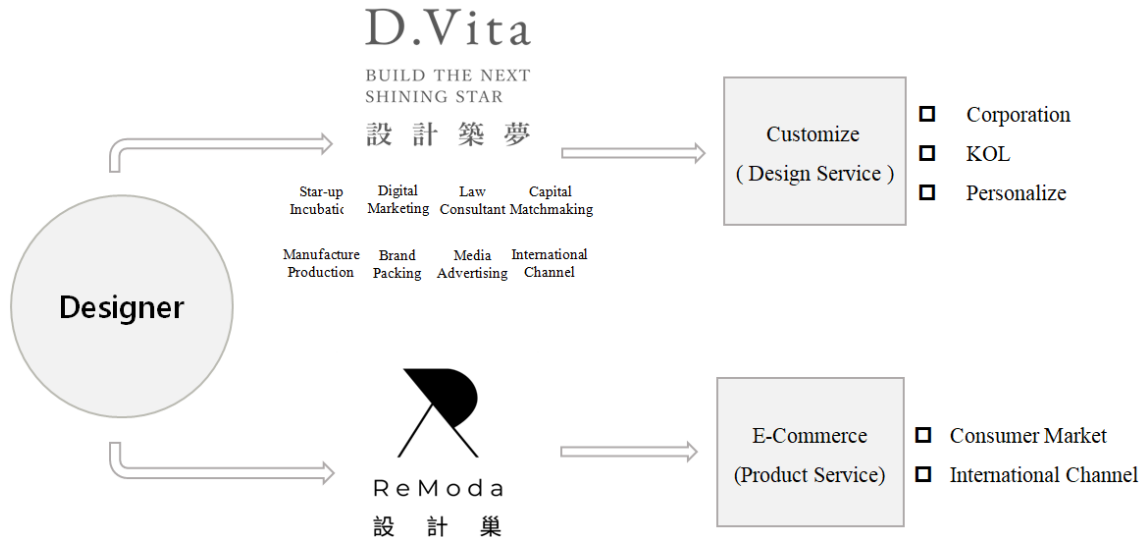 D.Vita
BUILD THE NEXT
SHINING STAR
設計築夢
Star-up
Incubatic
Digital
Marketing
Law
Consultant
Capital
Matchmaking
Manufacture
Production
Brand
Packing
Media
Advertising
International
Channel
Customize
( Design Service )
Corporation
KOL
Personalize
Designer
ReModa
設計巢
E-Commerce
(Product Service)
Consumer Market
International Channel